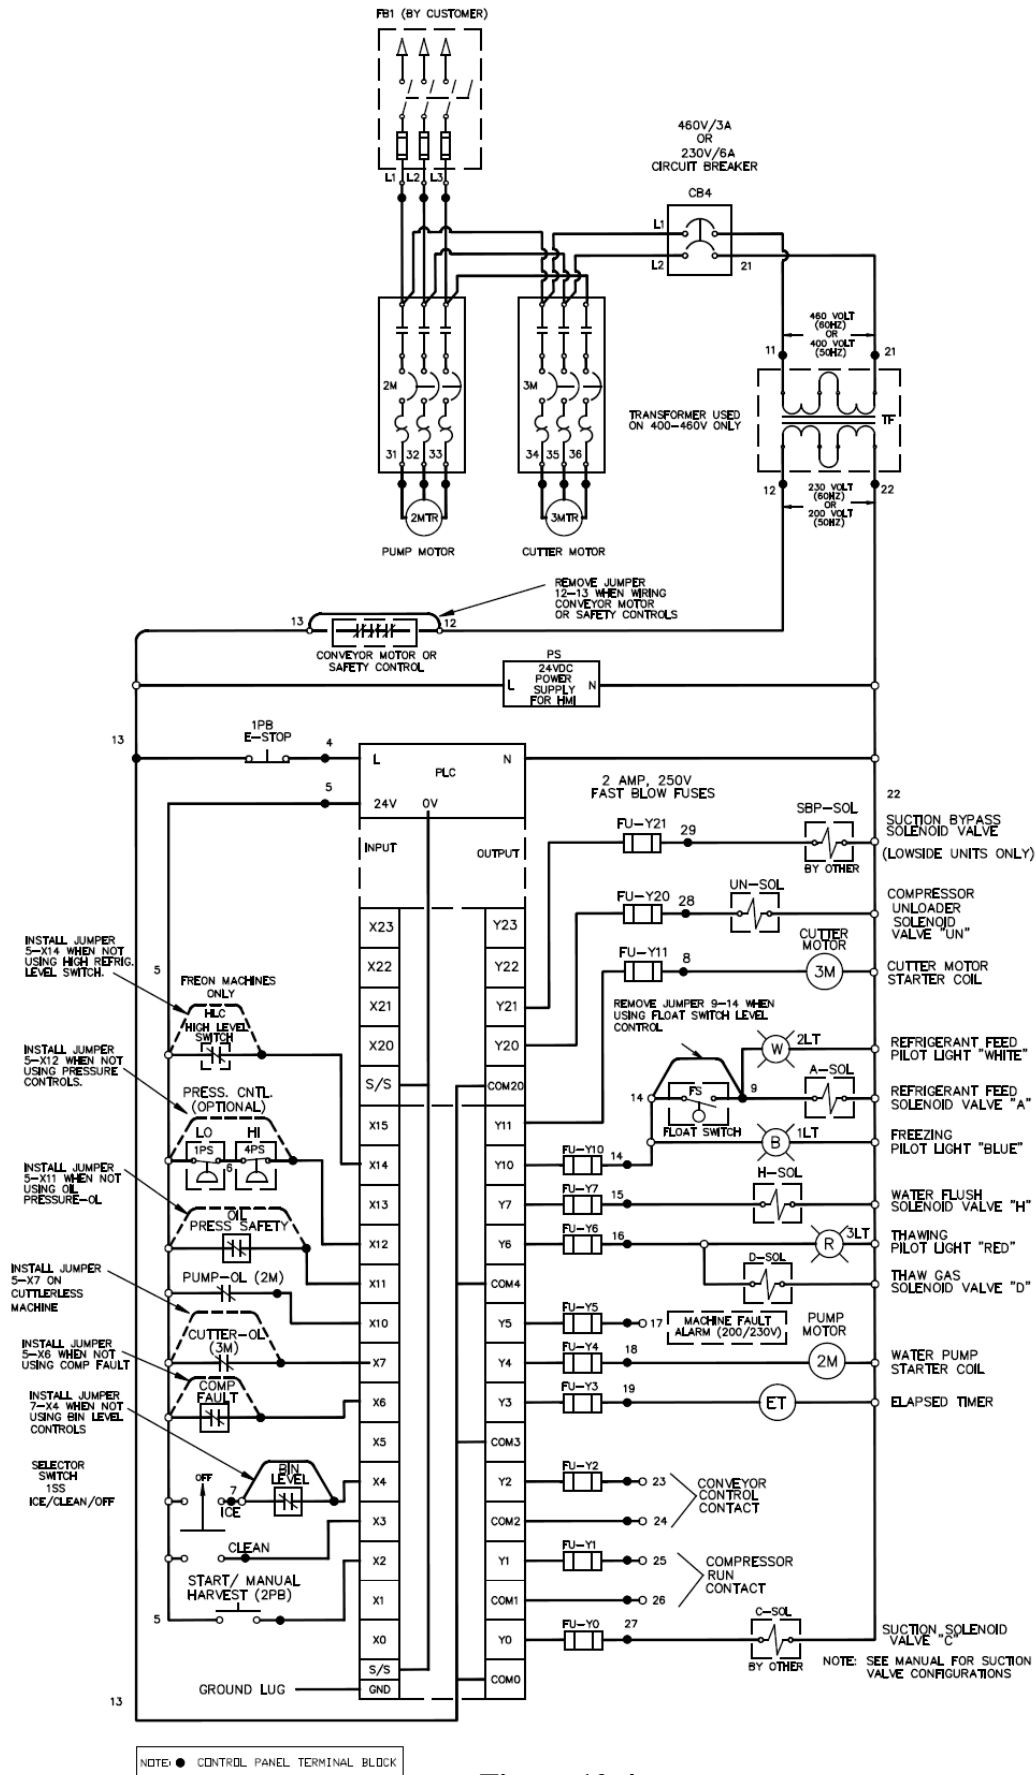 FB1 (BY CUSTOMER)
L1 L2 L3
460V/3A
OR
230V/6A
CIRCUIT BREAKER
CB4
L1
L2
21
460 VOLT
(60HZ)
OR
400 VOLT
(50HZ)
11
21
2M
3M
TRANSFORMER USED
ON 400-460V ONLY
TF
31 32 33
34 35 36
12
22
230 VOLT
(60HZ)
OR
200 VOLT
(50HZ)
2MTR
3MTR
PUMP MOTOR
CUTTER MOTOR
REMOVE JUMPER
12-13 WHEN WIRING
CONVEYOR MOTOR
OR SAFETY CONTROLS
13
12
CONVEYOR MOTOR OR
SAFETY CONTROL
PS
L
24VDC
POWER
SUPPLY
FOR HMI
N
13
1PB
E-STOP
4
L
PLC
N
5
24V
0V
2 AMP, 250V
FAST BLOW FUSES
22
INPUT
OUTPUT
FU-Y21
29
SBP-SOL
BY OTHER
SUCTION BYPASS
SOLENOID VALVE
(LOWSIDE UNITS ONLY)
FU-Y20
28
UN-SOL
COMPRESSOR
UNLOADER
SOLENOID
VALVE "UN"
X23
Y23
INSTALL JUMPER
5-X14 WHEN NOT
USING HIGH REFRIG.
LEVEL SWITCH.
5
X22
Y22
FU-Y11
8
CUTTER
MOTOR
3M
CUTTER MOTOR
STARTER COIL
FREON MACHINES
ONLY
HLC
HIGH LEVEL
SWITCH
X21
Y21
REMOVE JUMPER 9-14 WHEN
USING FLOAT SWITCH LEVEL
CONTROL
X20
Y20
W
2LT
REFRIGERANT FEED
PILOT LIGHT "WHITE"
INSTALL JUMPER
5-X12 WHEN NOT
USING PRESSURE
CONTROLS.
S/S
COM20
14
FS
FLOAT SWITCH
9
A-SOL
REFRIGERANT FEED
SOLENOID VALVE "A"
PRESS. CNTL.
(OPTIONAL)
LO
HI
1PS
6
4PS
X15
Y11
B
1LT
FREEZING
PILOT LIGHT "BLUE"
X14
Y10
FU-Y10
14
INSTALL JUMPER
5-X11 WHEN NOT
USING OIL
PRESSURE-OL
X13
Y7
FU-Y7
15
H-SOL
WATER FLUSH
SOLENOID VALVE "H"
OIL
PRESS SAFETY
X12
Y6
FU-Y6
16
R
3LT
THAWING
PILOT LIGHT "RED"
INSTALL JUMPER
5-X7 ON
CUTTLERLESS
MACHINE
PUMP-OL (2M)
X11
COM4
D-SOL
THAW GAS
SOLENOID VALVE "D"
X10
Y5
FU-Y5
17
MACHINE FAULT
ALARM (200/230V)
INSTALL JUMPER
5-X6 WHEN NOT
USING COMP FAULT
CUTTER-OL
(3M)
X7
Y4
FU-Y4
18
PUMP
MOTOR
2M
WATER PUMP
STARTER COIL
COMP
FAULT
X6
Y3
FU-Y3
19
ET
ELAPSED TIMER
INSTALL JUMPER
7-X4 WHEN NOT
USING BIN LEVEL
CONTROLS
X5
COM3
SELECTOR
SWITCH
1SS
ICE/CLEAN/OFF
OFF
7
ICE
BIN
LEVEL
X4
Y2
FU-Y2
23
CONVEYOR
CONTROL
CONTACT
X3
COM2
24
CLEAN
X2
Y1
FU-Y1
25
COMPRESSOR
RUN
CONTACT
START/ MANUAL
HARVEST (2PB)
X1
COM1
26
5
X0
Y0
FU-Y0
27
C-SOL
BY OTHER
SUCTION SOLENOID
VALVE "C"
NOTE: SEE MANUAL FOR SUCTION
VALVE CONFIGURATIONS
S/S
COM0
GROUND LUG
GND
13
NOTE: ● CONTROL PANEL TERMINAL BLOCK